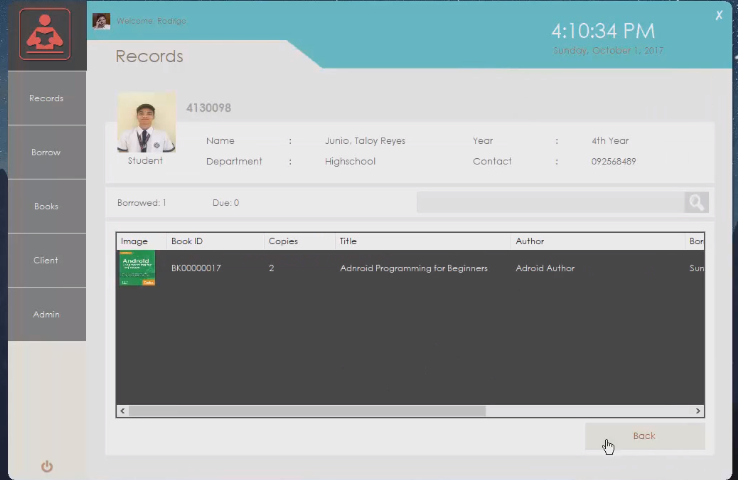 Welcome, Rodrigo
X
4:10:34 PM
Sunday, October 1, 2017
Records
Records
Borrow
Books
Client
Admin
4130098
Student
Name : Junio, Taloy Reyes Year : 4th Year
Department : Highschool Contact : 092568489
Borrowed: 1 Due: 0
Image Book ID Copies Title Author Bor
Android BK00000017 2 Adnroid Programming for Beginners Adroid Author Sun
Back